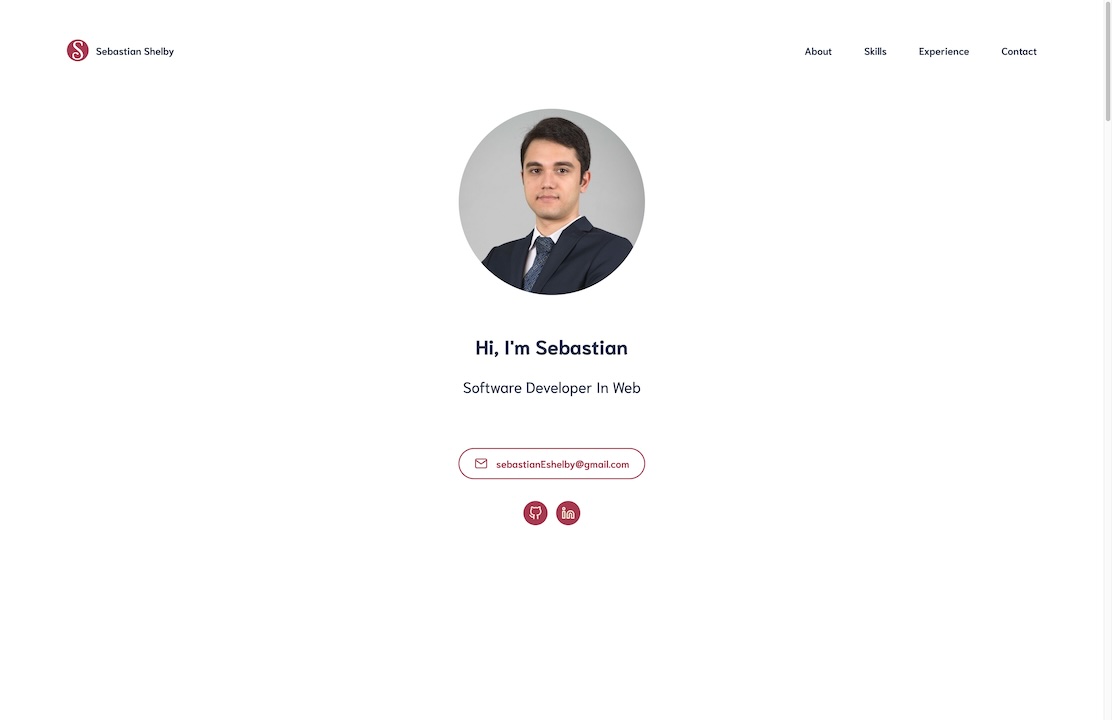 S Sebastian Shelby
About Skills Experience Contact
Hi, I'm Sebastian
Software Developer In Web
sebastianEshelby@gmail.com
in